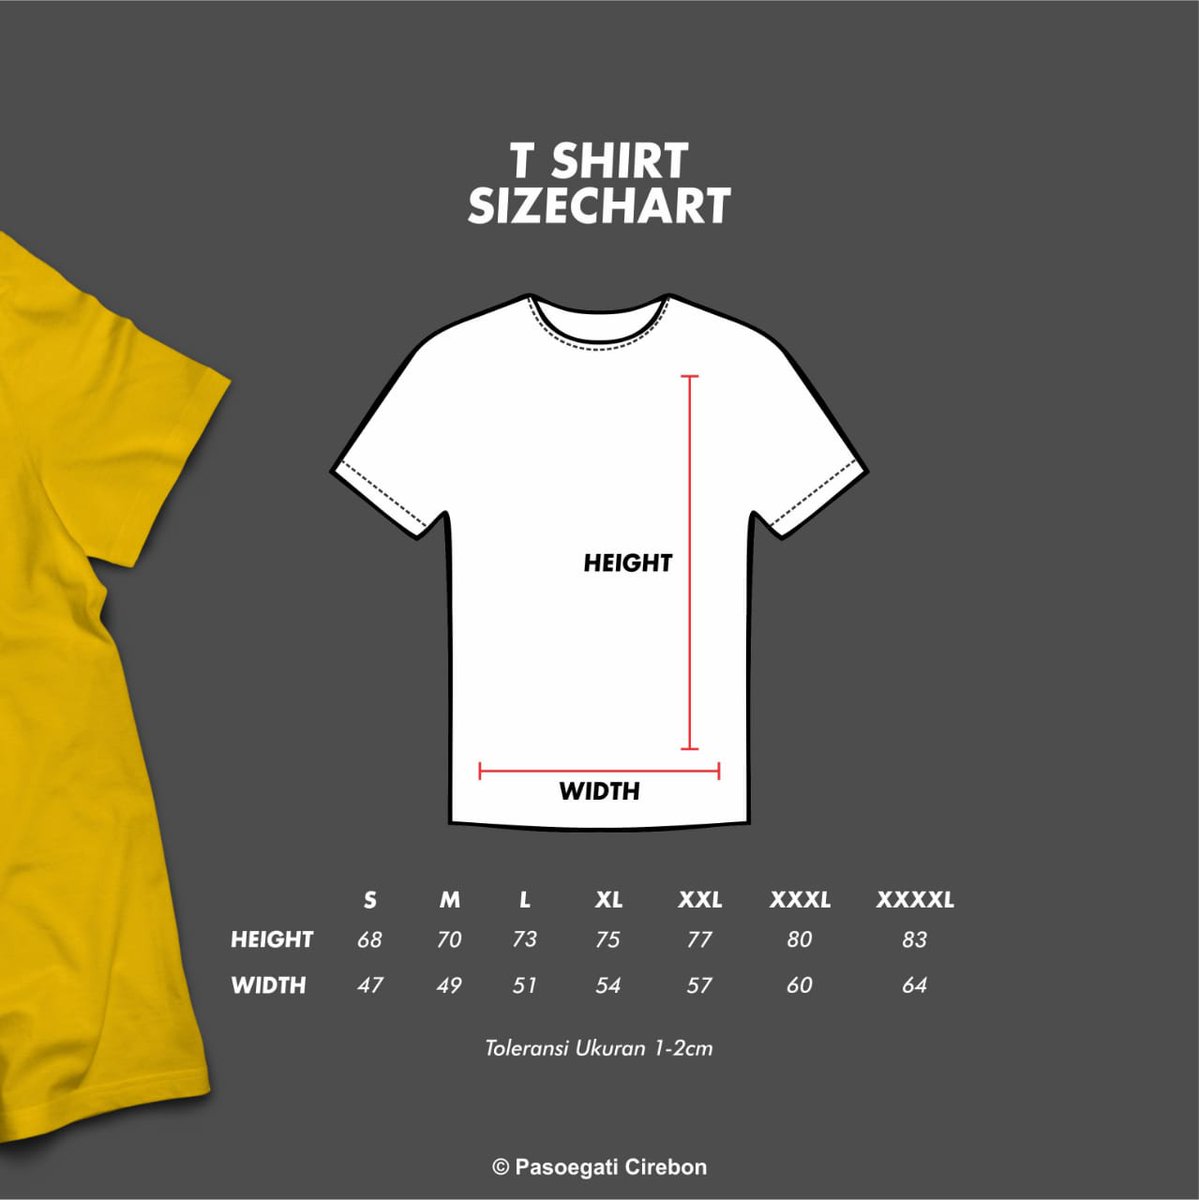 T SHIRT
SIZECHART
HEIGHT
WIDTH
S M L XL XXL XXXL XXXXL
HEIGHT 68 70 73 75 77 80 83
WIDTH 47 49 51 54 57 60 64
Toleransi Ukuran 1-2cm
© Pasoegati Cirebon